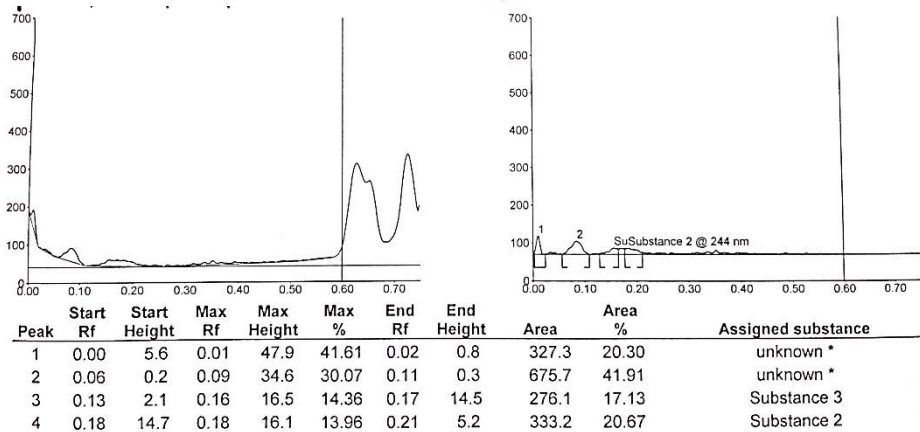 700
600
500
400
300
200
100
0
0.00 0.10 0.20 0.30 0.40 0.50 0.60 0.70
700
600
500
400
300
200
100
0
1
2
SuSubstance 2 @ 244 nm
0.00 0.10 0.20 0.30 0.40 0.50 0.60 0.70
Peak Start Rf Start Height Max Rf Max Height Max % End Rf End Height Area Area % Assigned substance
1 0.00 5.6 0.01 47.9 41.61 0.02 0.8 327.3 20.30 unknown *
2 0.06 0.2 0.09 34.6 30.07 0.11 0.3 675.7 41.91 unknown *
3 0.13 2.1 0.16 16.5 14.36 0.17 14.5 276.1 17.13 Substance 3
4 0.18 14.7 0.18 16.1 13.96 0.21 5.2 333.2 20.67 Substance 2